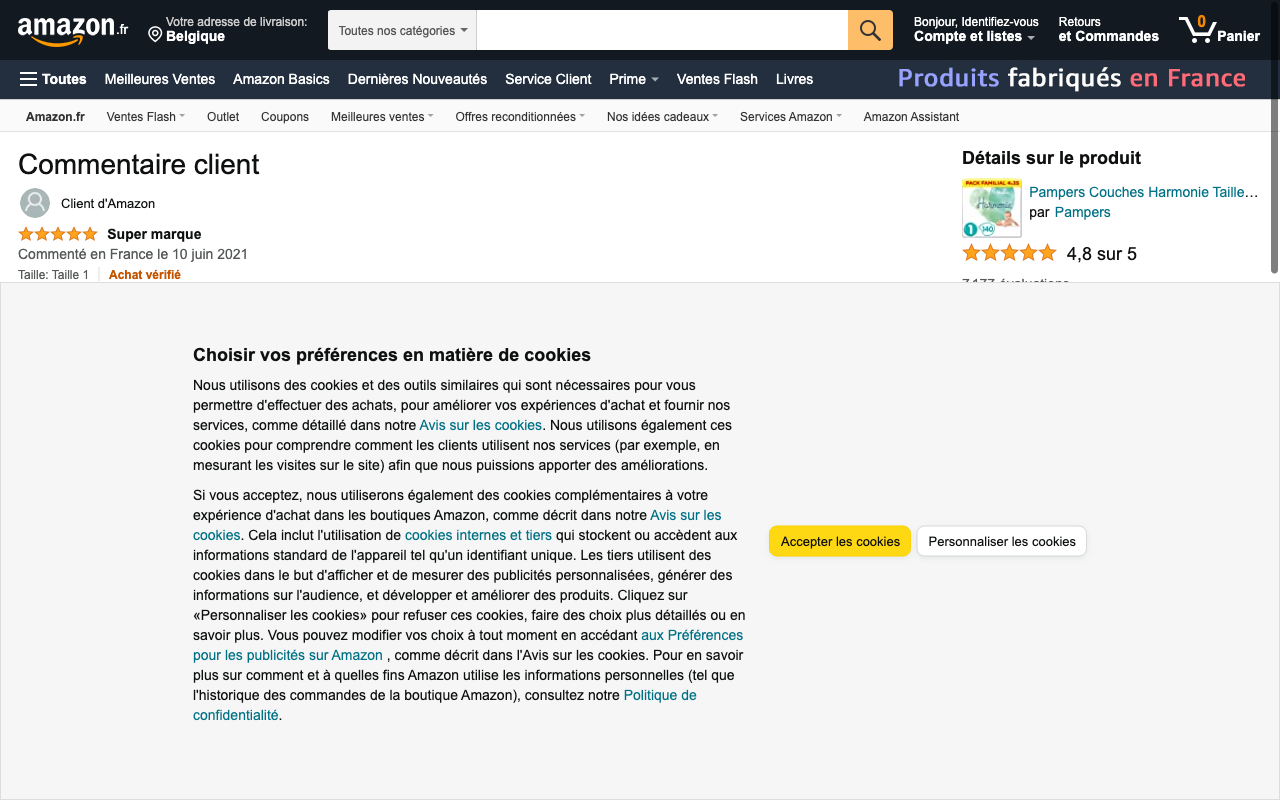 amazon.fr
Votre adresse de livraison:
Belgique
Toutes nos catégories
Bonjour, Identifiez-vous
Compte et listes
Retours
et Commandes
0
Panier
Toutes
Meilleures Ventes
Amazon Basics
Dernières Nouveautés
Service Client
Prime
Ventes Flash
Livres
Produits fabriqués en France
Amazon.fr
Ventes Flash
Outlet
Coupons
Meilleures ventes
Offres reconditionnées
Nos idées cadeaux
Services Amazon
Amazon Assistant
Commentaire client
Client d'Amazon
Super marque
Commenté en France le 10 juin 2021
Taille: Taille 1
Achat vérifié
Détails sur le produit
PACK FAMILIAL
Harmonie
1
140
Pampers Couches Harmonie Taille…
par Pampers
4,8 sur 5
Choisir vos préférences en matière de cookies
Nous utilisons des cookies et des outils similaires qui sont nécessaires pour vous
permettre d'effectuer des achats, pour améliorer vos expériences d'achat et fournir nos
services, comme détaillé dans notre Avis sur les cookies. Nous utilisons également ces
cookies pour comprendre comment les clients utilisent nos services (par exemple, en
mesurant les visites sur le site) afin que nous puissions apporter des améliorations.
Si vous acceptez, nous utiliserons également des cookies complémentaires à votre
expérience d'achat dans les boutiques Amazon, comme décrit dans notre Avis sur les
cookies. Cela inclut l'utilisation de cookies internes et tiers qui stockent ou accèdent aux
informations standard de l'appareil tel qu'un identifiant unique. Les tiers utilisent des
cookies dans le but d'afficher et de mesurer des publicités personnalisées, générer des
informations sur l'audience, et développer et améliorer des produits. Cliquez sur
«Personnaliser les cookies» pour refuser ces cookies, faire des choix plus détaillés ou en
savoir plus. Vous pouvez modifier vos choix à tout moment en accédant aux Préférences
pour les publicités sur Amazon , comme décrit dans l'Avis sur les cookies. Pour en savoir
plus sur comment et à quelles fins Amazon utilise les informations personnelles (tel que
l'historique des commandes de la boutique Amazon), consultez notre Politique de
confidentialité.
Accepter les cookies
Personnaliser les cookies